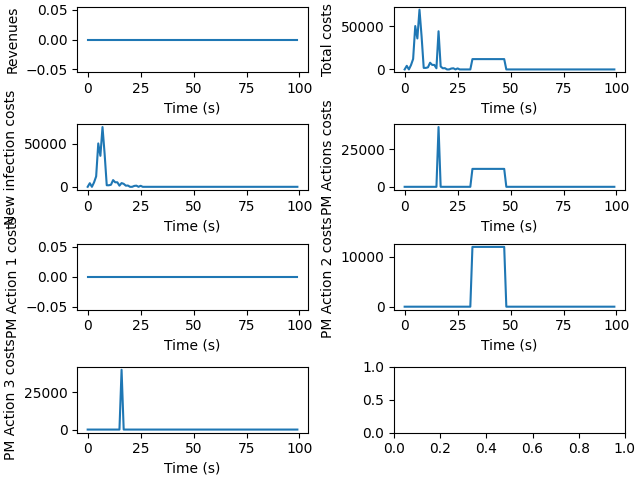 Revenues
0.05
0.00
−0.05
0 25 50 75 100
Time (s)
Total costs
50000
0
0 25 50 75 100
Time (s)
New infection costs
50000
0
0 25 50 75 100
Time (s)
PM Actions costs
25000
0
0 25 50 75 100
Time (s)
PM Action 1 costs
0.05
0.00
−0.05
0 25 50 75 100
Time (s)
PM Action 2 costs
10000
0
0 25 50 75 100
Time (s)
PM Action 3 costs
25000
0
0 25 50 75 100
Time (s)
1.0
0.5
0.0
0.0 0.2 0.4 0.6 0.8 1.0